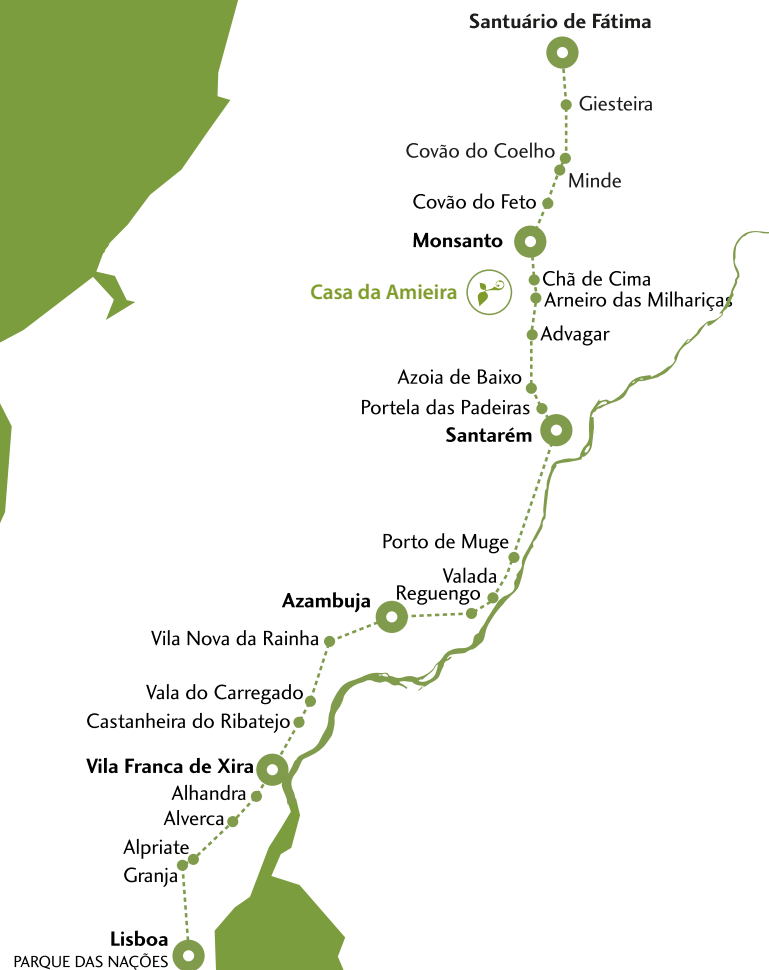 Santuário de Fátima
Giesteira
Covão do Coelho
Minde
Covão do Feto
Monsanto
Chã de Cima
Casa da Amieira
Arneiro das Milhariças
Advagar
Azoia de Baixo
Portela das Padeiras
Santarém
Porto de Muge
Valada
Reguengo
Azambuja
Vila Nova da Rainha
Vala do Carregado
Castanheira do Ribatejo
Vila Franca de Xira
Alhandra
Alverca
Alpriate
Granja
Lisboa
PARQUE DAS NAÇÕES